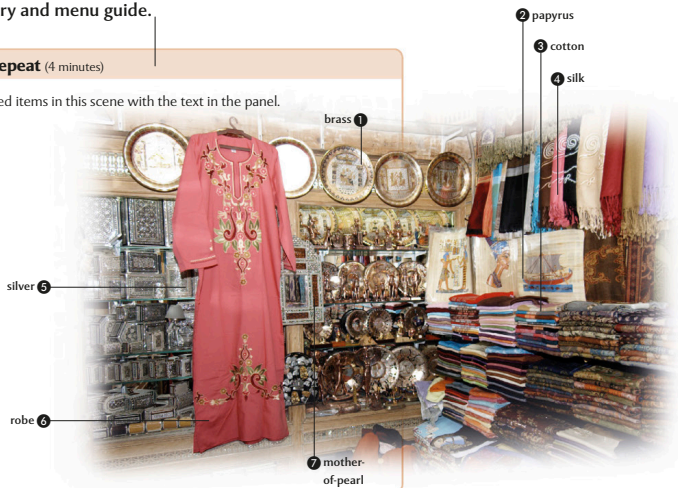 ry and menu guide.
epeat (4 minutes)
ed items in this scene with the text in the panel.
2 papyrus
3 cotton
4 silk
brass 1
silver 5
robe 6
7 mother-
of-pearl